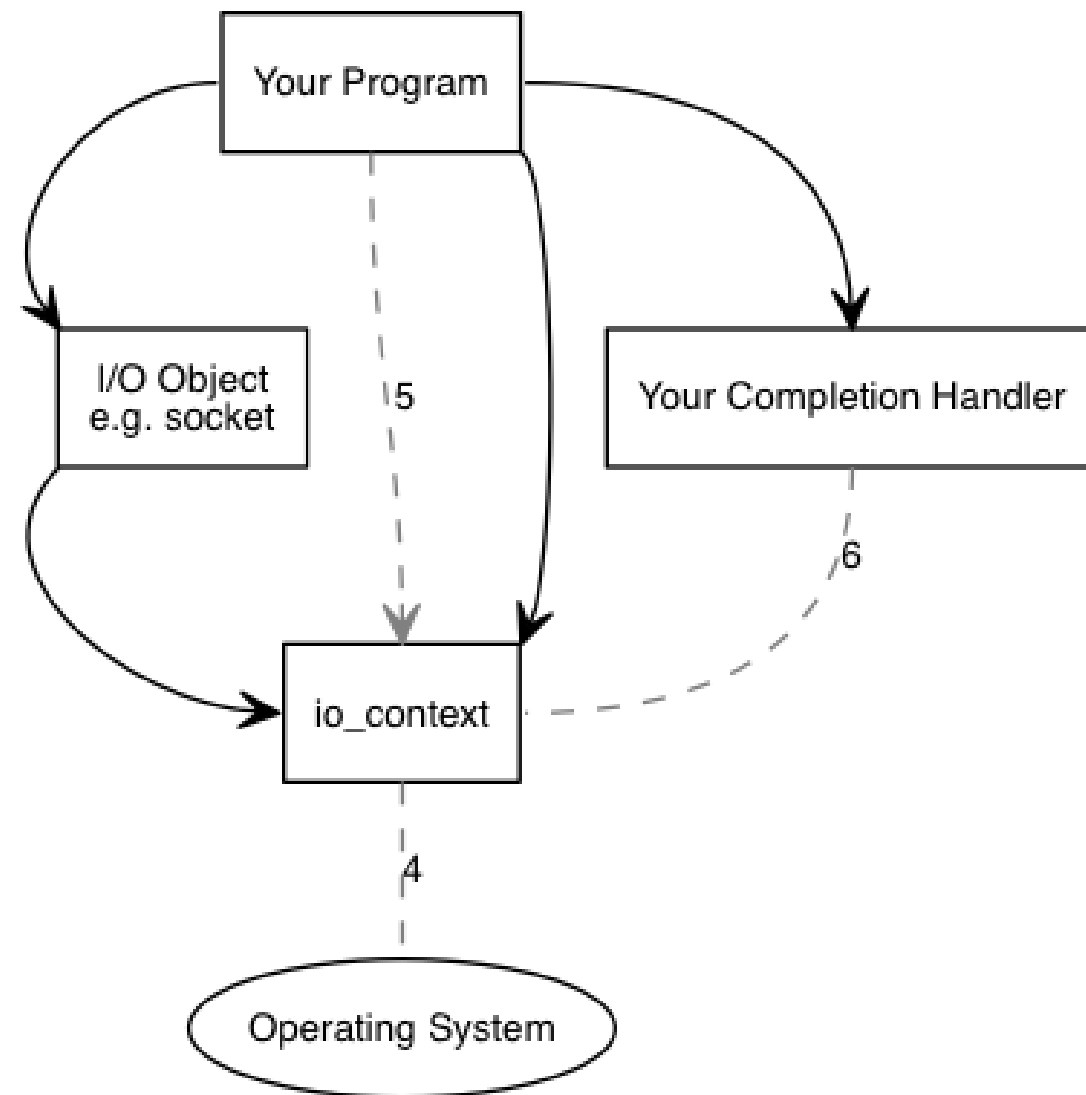 Your Program
I/O Object
e.g. socket
5
Your Completion Handler
6
io_context
4
Operating System